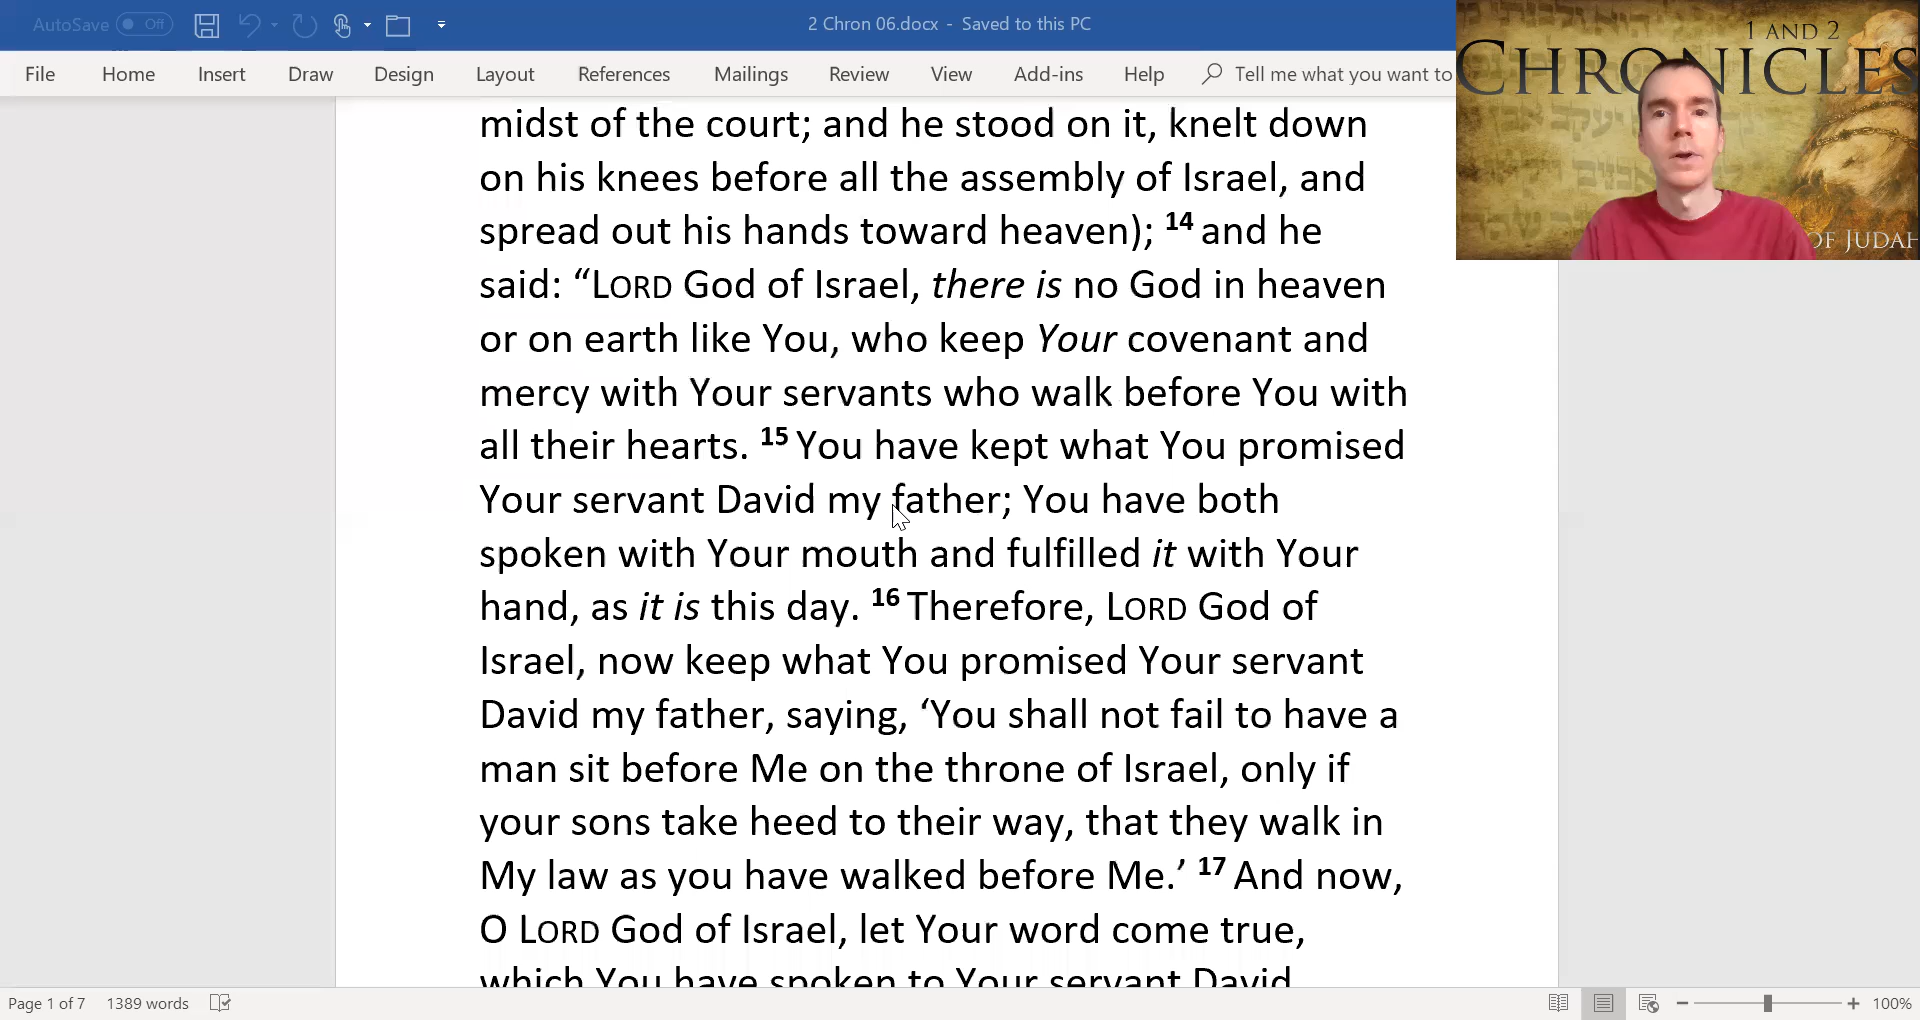 AutoSave Off
2 Chron 06.docx - Saved to this PC
File Home Insert Draw Design Layout References Mailings Review View Add-ins Help Tell me what you want to
1 AND 2
CHRONICLES
OF JUDAH
midst of the court; and he stood on it, knelt down
on his knees before all the assembly of Israel, and
spread out his hands toward heaven); 14 and he
said: “LORD God of Israel, there is no God in heaven
or on earth like You, who keep Your covenant and
mercy with Your servants who walk before You with
all their hearts. 15 You have kept what You promised
Your servant David my father; You have both
spoken with Your mouth and fulfilled it with Your
hand, as it is this day. 16 Therefore, LORD God of
Israel, now keep what You promised Your servant
David my father, saying, ‘You shall not fail to have a
man sit before Me on the throne of Israel, only if
your sons take heed to their way, that they walk in
My law as you have walked before Me.’ 17 And now,
O LORD God of Israel, let Your word come true,
which You have spoken to Your servant David
Page 1 of 7 1389 words 100%